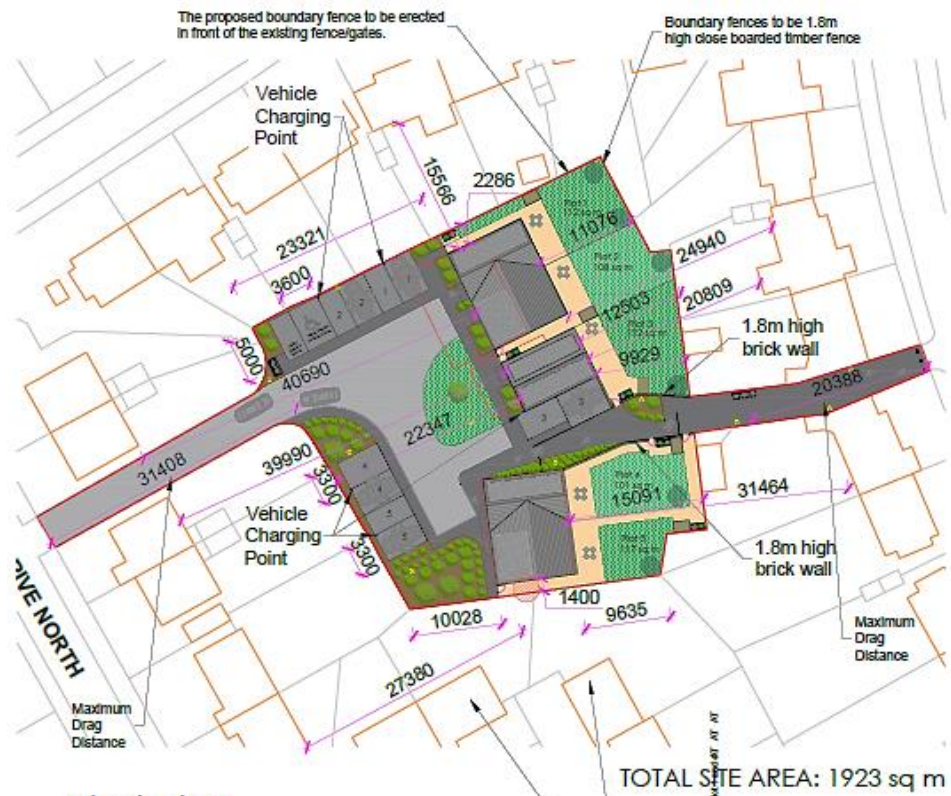 The proposed boundary fence to be erected
in front of the existing fence/gates.
Boundary fences to be 1.8m
high close boarded timber fence
Vehicle
Charging
Point
15566
2286
11076
23321
3600
24940
12503
20809
5000
40690
9929
1.8m high
brick wall
20388
22347
31408
39990
3300
15091
31464
Vehicle
Charging
Point
3300
1.8m high
brick wall
1400
10028
9635
Maximum
Drag
Distance
27380
RIVE NORTH
Maximum
Drag
Distance
TOTAL SITE AREA: 1923 sq m